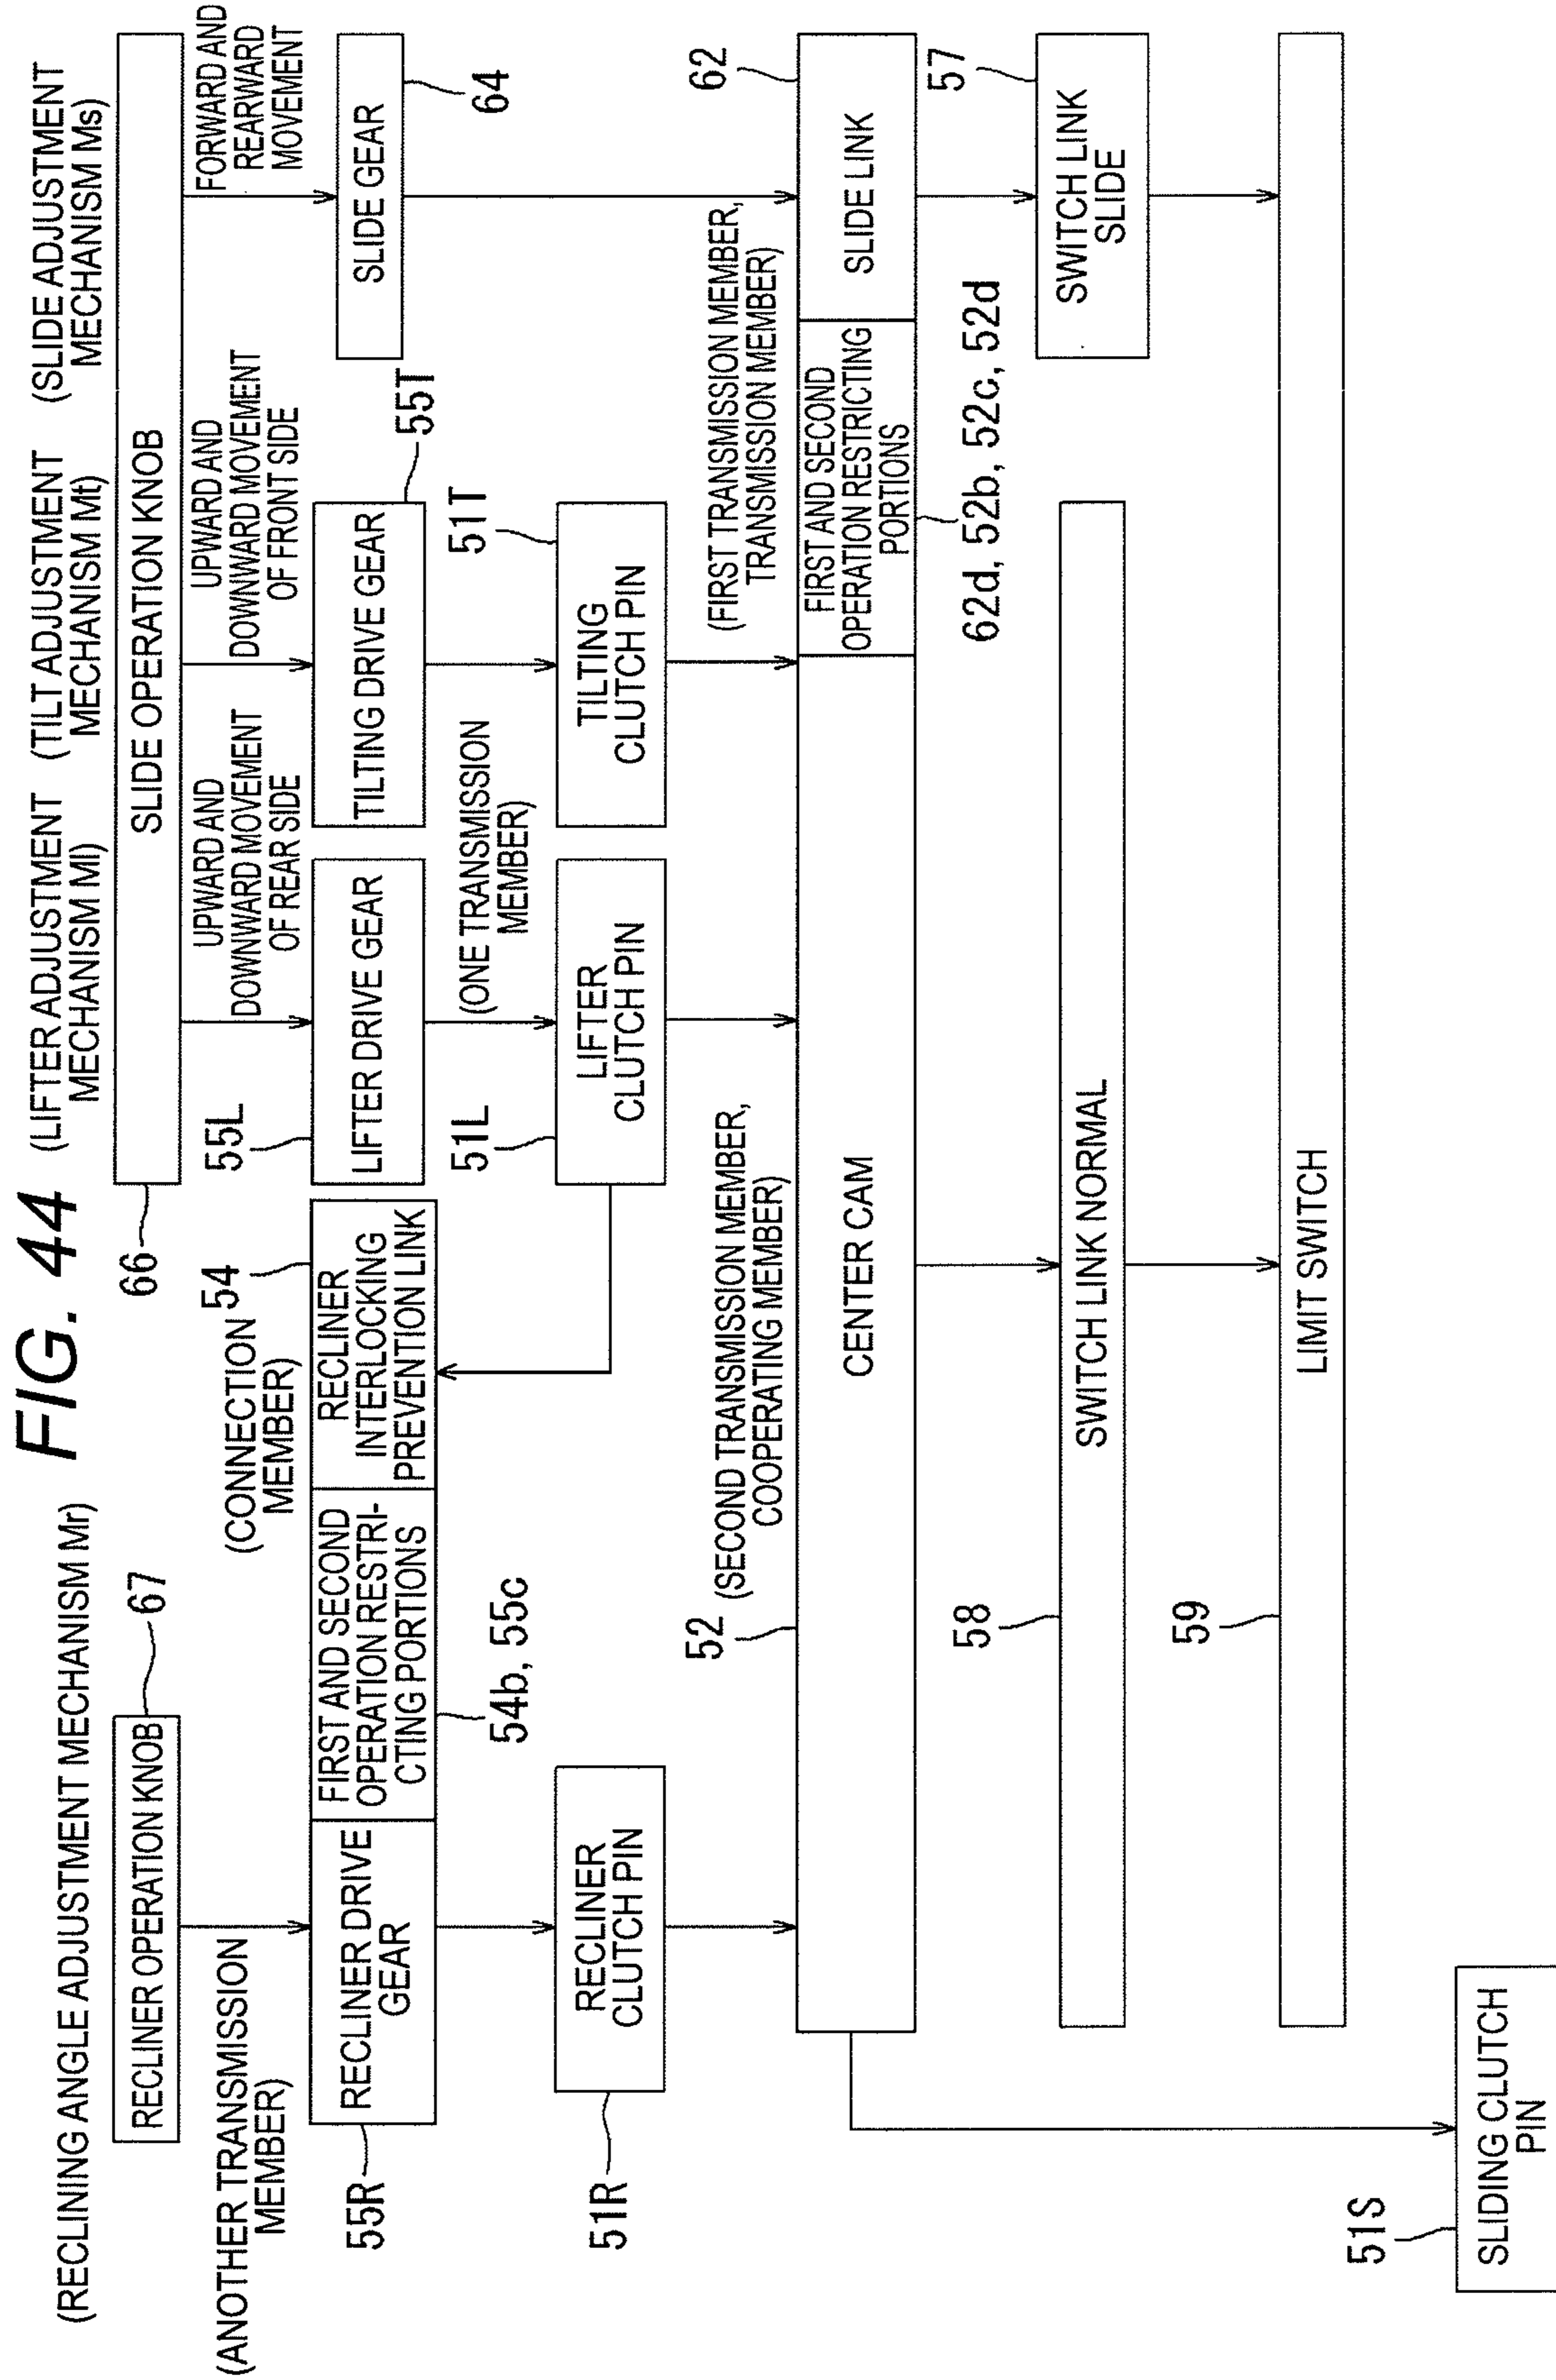 FIG. 44
(RECLINING ANGLE ADJUSTMENT MECHANISM Mr)
(LIFTER ADJUSTMENT
MECHANISM Ml)
(TILT ADJUSTMENT
MECHANISM Mt)
(SLIDE ADJUSTMENT
MECHANISM Ms)
RECLINER OPERATION KNOB
67
66
SLIDE OPERATION KNOB
(ANOTHER TRANSMISSION
MEMBER)
(CONNECTION
MEMBER)
54
UPWARD AND
DOWNWARD MOVEMENT
OF REAR SIDE
UPWARD AND
DOWNWARD MOVEMENT
OF FRONT SIDE
FORWARD AND
REARWARD
MOVEMENT
55R
RECLINER DRIVE
GEAR
FIRST AND SECOND
OPERATION RESTRI-
CTING PORTIONS
54b, 55c
RECLINER
INTERLOCKING
PREVENTION LINK
55L
LIFTER DRIVE GEAR
TILTING DRIVE GEAR
55T
SLIDE GEAR
64
(ONE TRANSMISSION
MEMBER)
51R
RECLINER
CLUTCH PIN
51L
LIFTER
CLUTCH PIN
51T
TILTING
CLUTCH PIN
52
(SECOND TRANSMISSION MEMBER,
COOPERATING MEMBER)
(FIRST TRANSMISSION MEMBER,
TRANSMISSION MEMBER)
62
CENTER CAM
FIRST AND SECOND
OPERATION RESTRICTING
PORTIONS
62d, 52b, 52c, 52d
SLIDE LINK
58
SWITCH LINK NORMAL
57
SWITCH LINK
SLIDE
59
LIMIT SWITCH
51S
SLIDING CLUTCH
PIN